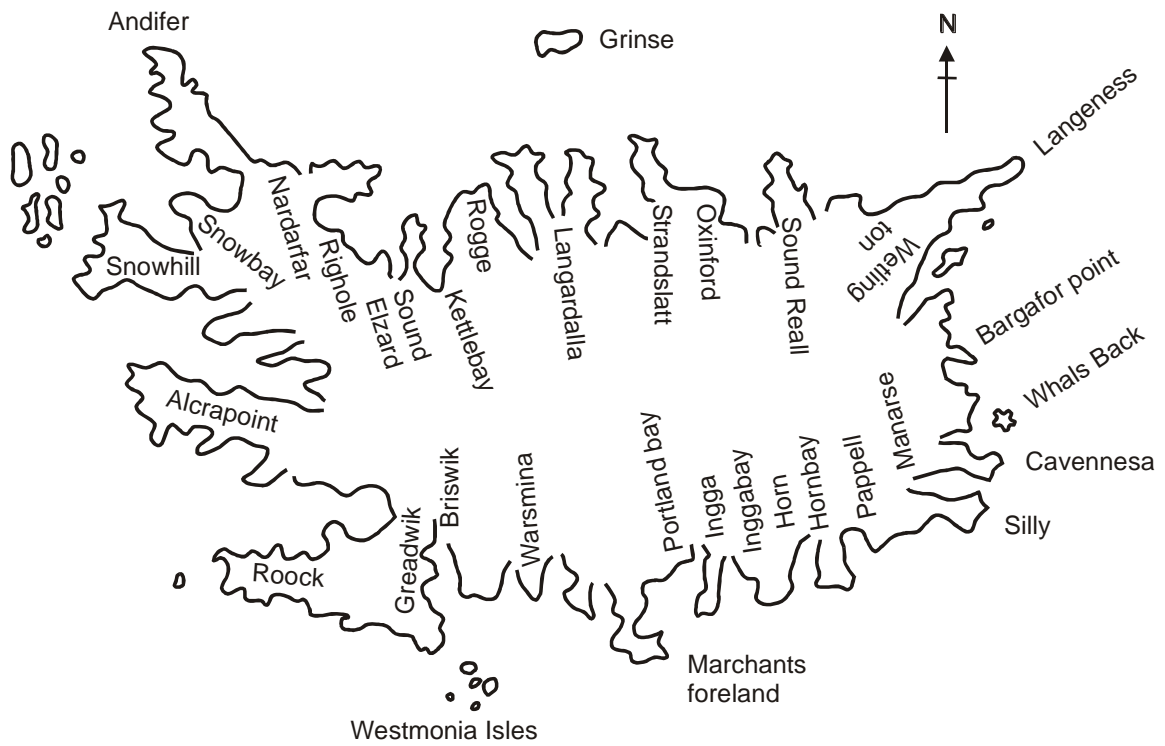 Andifer
Grinse
N
Langeness
Snowhill
Snowbay
Nardarfar
Righole
Elzard
Sound
Kettlebay
Rogge
Langardalla
Strandslatt
Oxinford
Sound Reall
Wetling
ton
Bargafor point
Whals Back
Alcrapoint
Manarse
Cavennesa
Silly
Roock
Greadwik
Briswik
Warsmina
Portland bay
Ingga
Inggabay
Horn
Hornbay
Pappell
Marchants
foreland
Westmonia Isles